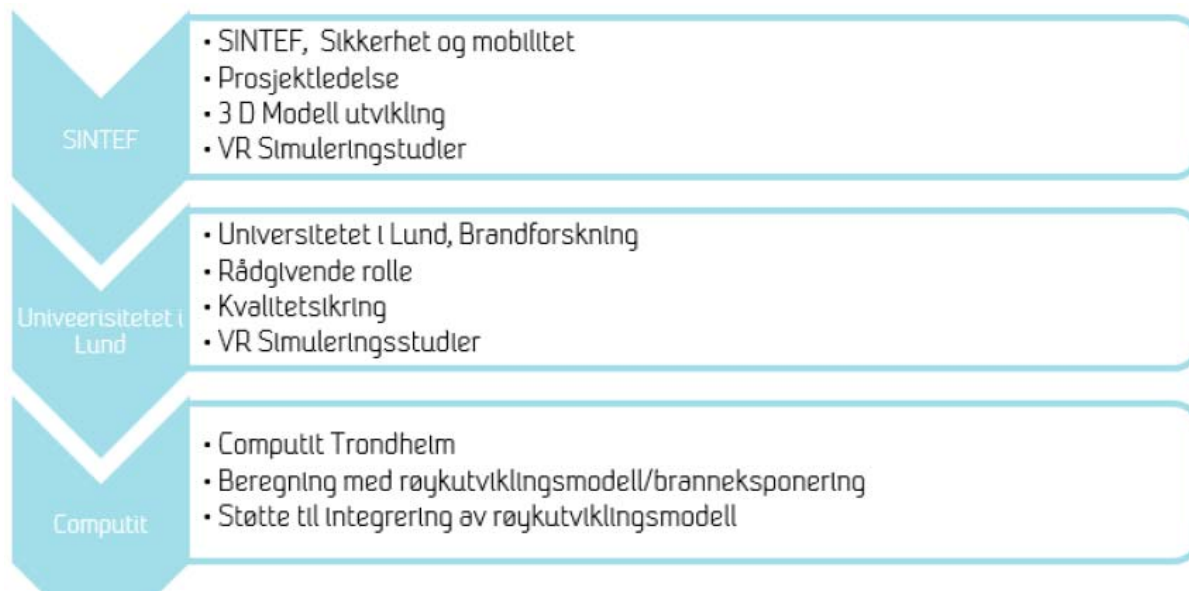 SINTEF
• SINTEF, Sikkerhet og mobilitet
• Prosjektledelse
• 3 D Modell utvikling
• VR Simuleringstudier
Univeerisitetet i
Lund
• Universitetet i Lund, Brandforskning
• Rådgivende rolle
• Kvalitetsikring
• VR Simuleringsstudier
Computit
• Computit Trondheim
• Beregning med røykutviklingsmodell/branneksponering
• Støtte til integrering av røykutviklingsmodell